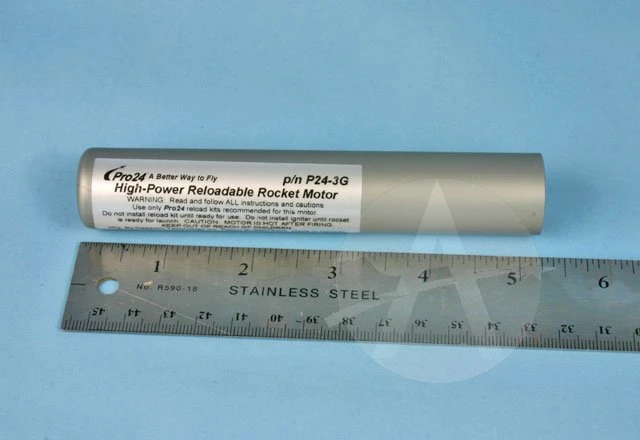 Pro24 A Better Way to Fly p/n P24-3G
High-Power Reloadable Rocket Motor
WARNING: Read and follow ALL instructions and cautions
Use only Pro24 reload kits recommended for this motor.
Do not install reload kit until ready for use. Do not install igniter until rocket
is ready for launch. CAUTION: MOTOR IS HOT AFTER FIRING.
KEEP OUT OF REACH OF CHILDREN
1 2 3 4 5 6
No. R590-18 STAINLESS STEEL
45 44 43 42 41 40 39 38 37 36 35 34 33 32 31